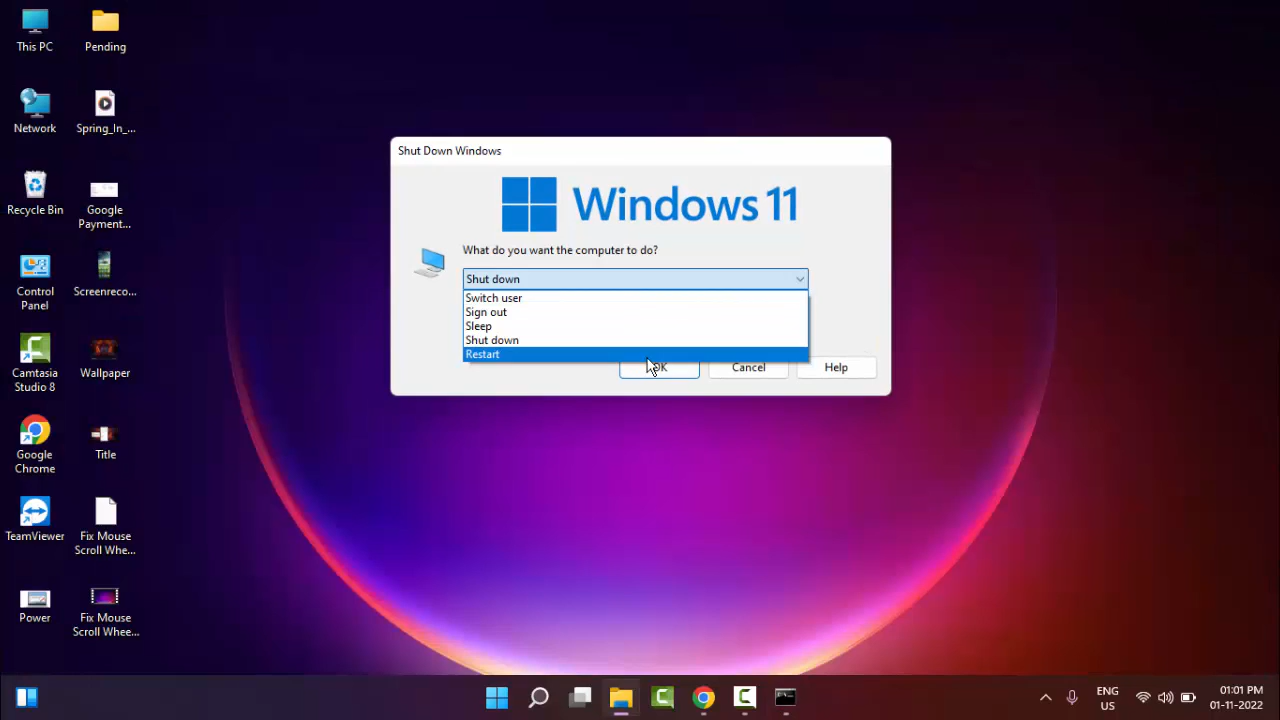 This PC
Pending
Network
Spring_In_...
Recycle Bin
Google
Payment...
Control
Panel
Screenreco...
Camtasia
Studio 8
Wallpaper
Google
Chrome
Title
TeamViewer
Fix Mouse
Scroll Whe...
Power
Fix Mouse
Scroll Whee...
Shut Down Windows
Windows 11
What do you want the computer to do?
Shut down
Switch user
Sign out
Sleep
Shut down
Restart
OK
Cancel
Help
ENG
US
01:01 PM
01-11-2022